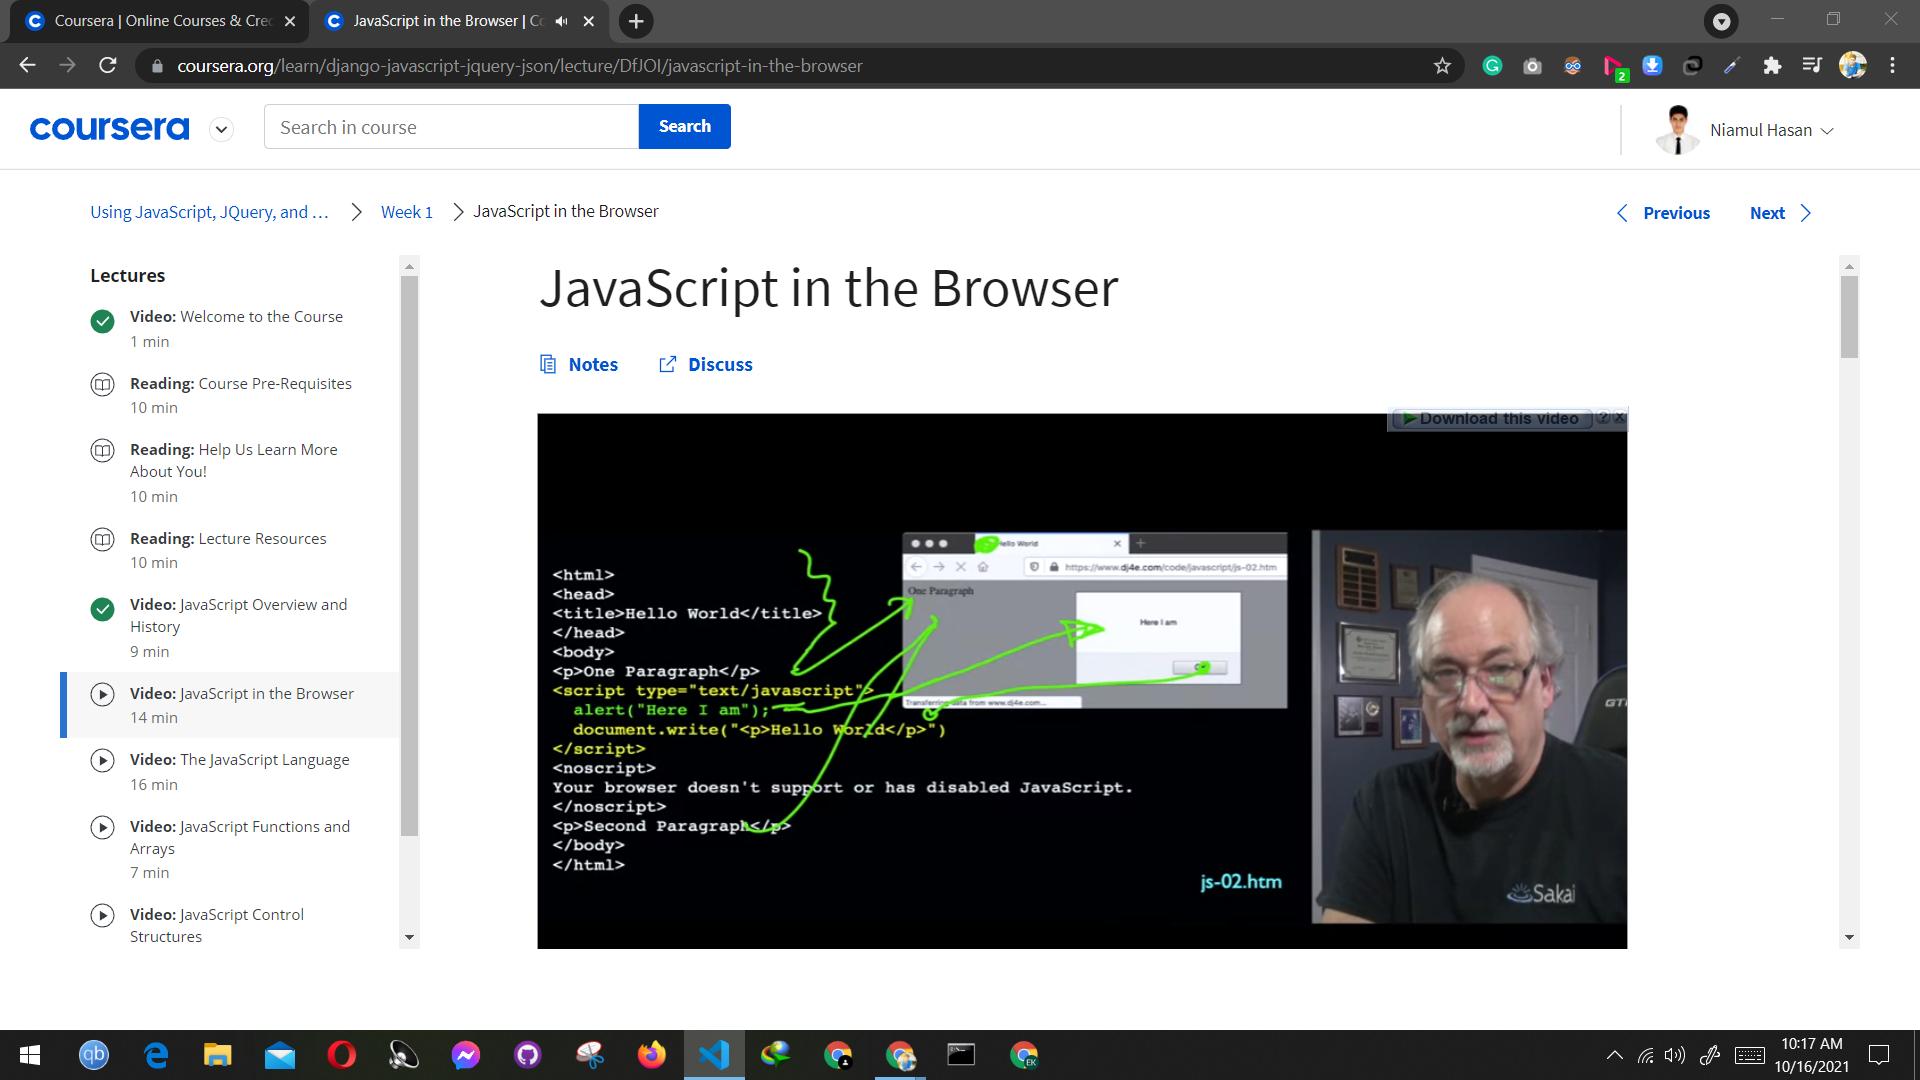 Coursera | Online Courses & Cred
JavaScript in the Browser | Co
coursera.org/learn/django-javascript-jquery-json/lecture/DfJOI/javascript-in-the-browser
2
coursera
Search in course
Search
Niamul Hasan
Using JavaScript, JQuery, and ...
Week 1
JavaScript in the Browser
Previous
Next
Lectures
Video: Welcome to the Course
1 min
Reading: Course Pre-Requisites
10 min
Reading: Help Us Learn More
About You!
10 min
Reading: Lecture Resources
10 min
Video: JavaScript Overview and
History
9 min
Video: JavaScript in the Browser
14 min
Video: The JavaScript Language
16 min
Video: JavaScript Functions and
Arrays
7 min
Video: JavaScript Control
Structures
JavaScript in the Browser
Notes
Discuss
Download this video
<html>
<head>
<title>Hello World</title>
</head>
<body>
<p>One Paragraph</p>
<script type="text/javascript">
alert("Here I am");
document.write("<p>Hello World</p>")
</script>
<noscript>
Your browser doesn't support or has disabled JavaScript.
</noscript>
<p>Second Paragraph</p>
</body>
</html>
Hello World
https://www.dj4e.com/code/javascript/js-02.htm
One Paragraph
Here I am
Transferring data from www.dj4e.com...
js-02.htm
Sakai
GT
qb
EK
10:17 AM
10/16/2021